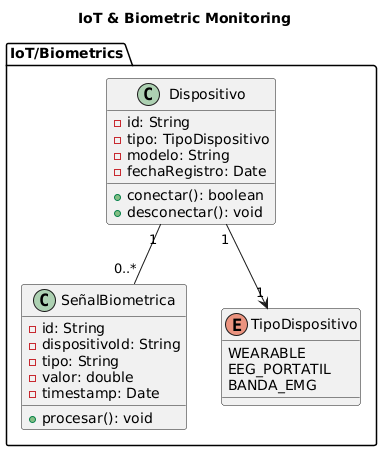 IoT & Biometric Monitoring
IoT/Biometrics
C Dispositivo
id: String
tipo: TipoDispositivo
modelo: String
fechaRegistro: Date
conectar(): boolean
desconectar(): void
1
1
0..*
1
C SeñalBiometrica
id: String
dispositivoId: String
tipo: String
valor: double
timestamp: Date
procesar(): void
E TipoDispositivo
WEARABLE
EEG_PORTATIL
BANDA_EMG